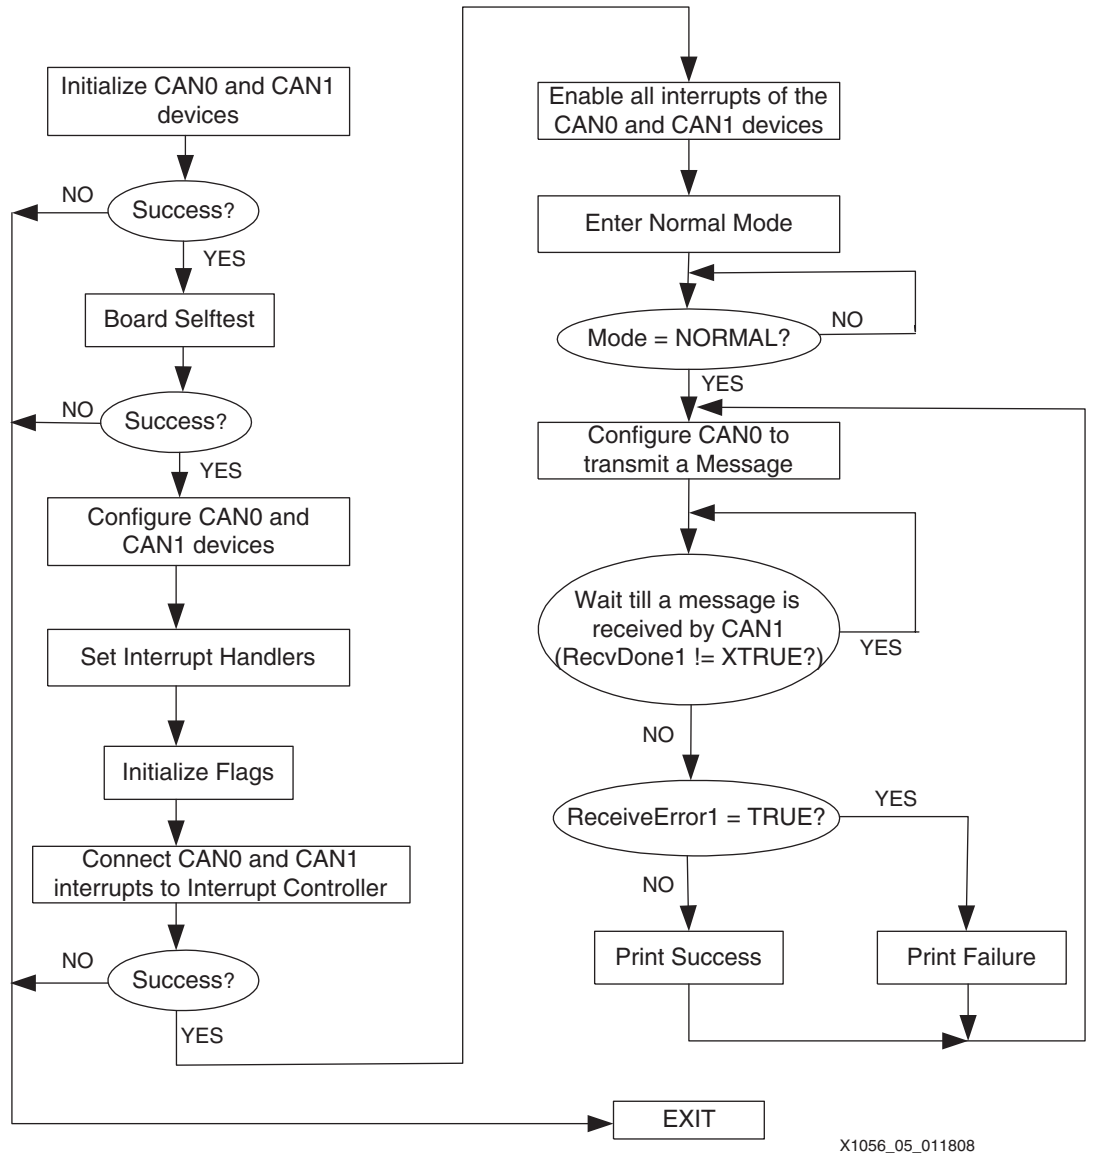 Initialize CAN0 and CAN1
devices
NO
Success?
YES
Board Selftest
NO
Success?
YES
Configure CAN0 and
CAN1 devices
Set Interrupt Handlers
Initialize Flags
Connect CAN0 and CAN1
interrupts to Interrupt Controller
NO
Success?
YES
Enable all interrupts of the
CAN0 and CAN1 devices
Enter Normal Mode
Mode = NORMAL?
NO
YES
Configure CAN0 to
transmit a Message
Wait till a message is
received by CAN1
(RecvDone1 != XTRUE?)
YES
NO
ReceiveError1 = TRUE?
YES
NO
Print Success
Print Failure
EXIT
X1056_05_011808